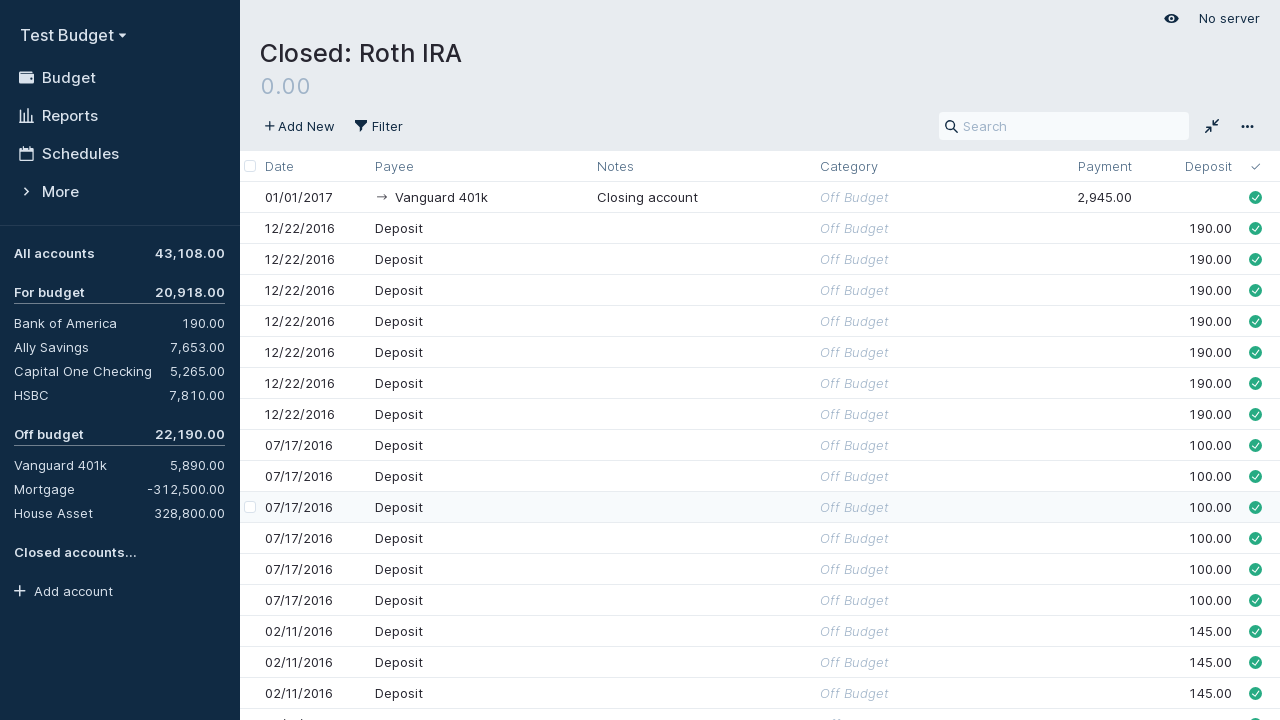 Test Budget
Budget
Reports
Schedules
More
All accounts 43,108.00
For budget 20,918.00
Bank of America 190.00
Ally Savings 7,653.00
Capital One Checking 5,265.00
HSBC 7,810.00
Off budget 22,190.00
Vanguard 401k 5,890.00
Mortgage -312,500.00
House Asset 328,800.00
Closed accounts...
Add account
No server
Closed: Roth IRA
0.00
Add New Filter Search
Date Payee Notes Category Payment Deposit
01/01/2017 → Vanguard 401k Closing account Off Budget 2,945.00
12/22/2016 Deposit Off Budget 190.00
12/22/2016 Deposit Off Budget 190.00
12/22/2016 Deposit Off Budget 190.00
12/22/2016 Deposit Off Budget 190.00
12/22/2016 Deposit Off Budget 190.00
12/22/2016 Deposit Off Budget 190.00
12/22/2016 Deposit Off Budget 190.00
07/17/2016 Deposit Off Budget 100.00
07/17/2016 Deposit Off Budget 100.00
07/17/2016 Deposit Off Budget 100.00
07/17/2016 Deposit Off Budget 100.00
07/17/2016 Deposit Off Budget 100.00
07/17/2016 Deposit Off Budget 100.00
02/11/2016 Deposit Off Budget 145.00
02/11/2016 Deposit Off Budget 145.00
02/11/2016 Deposit Off Budget 145.00